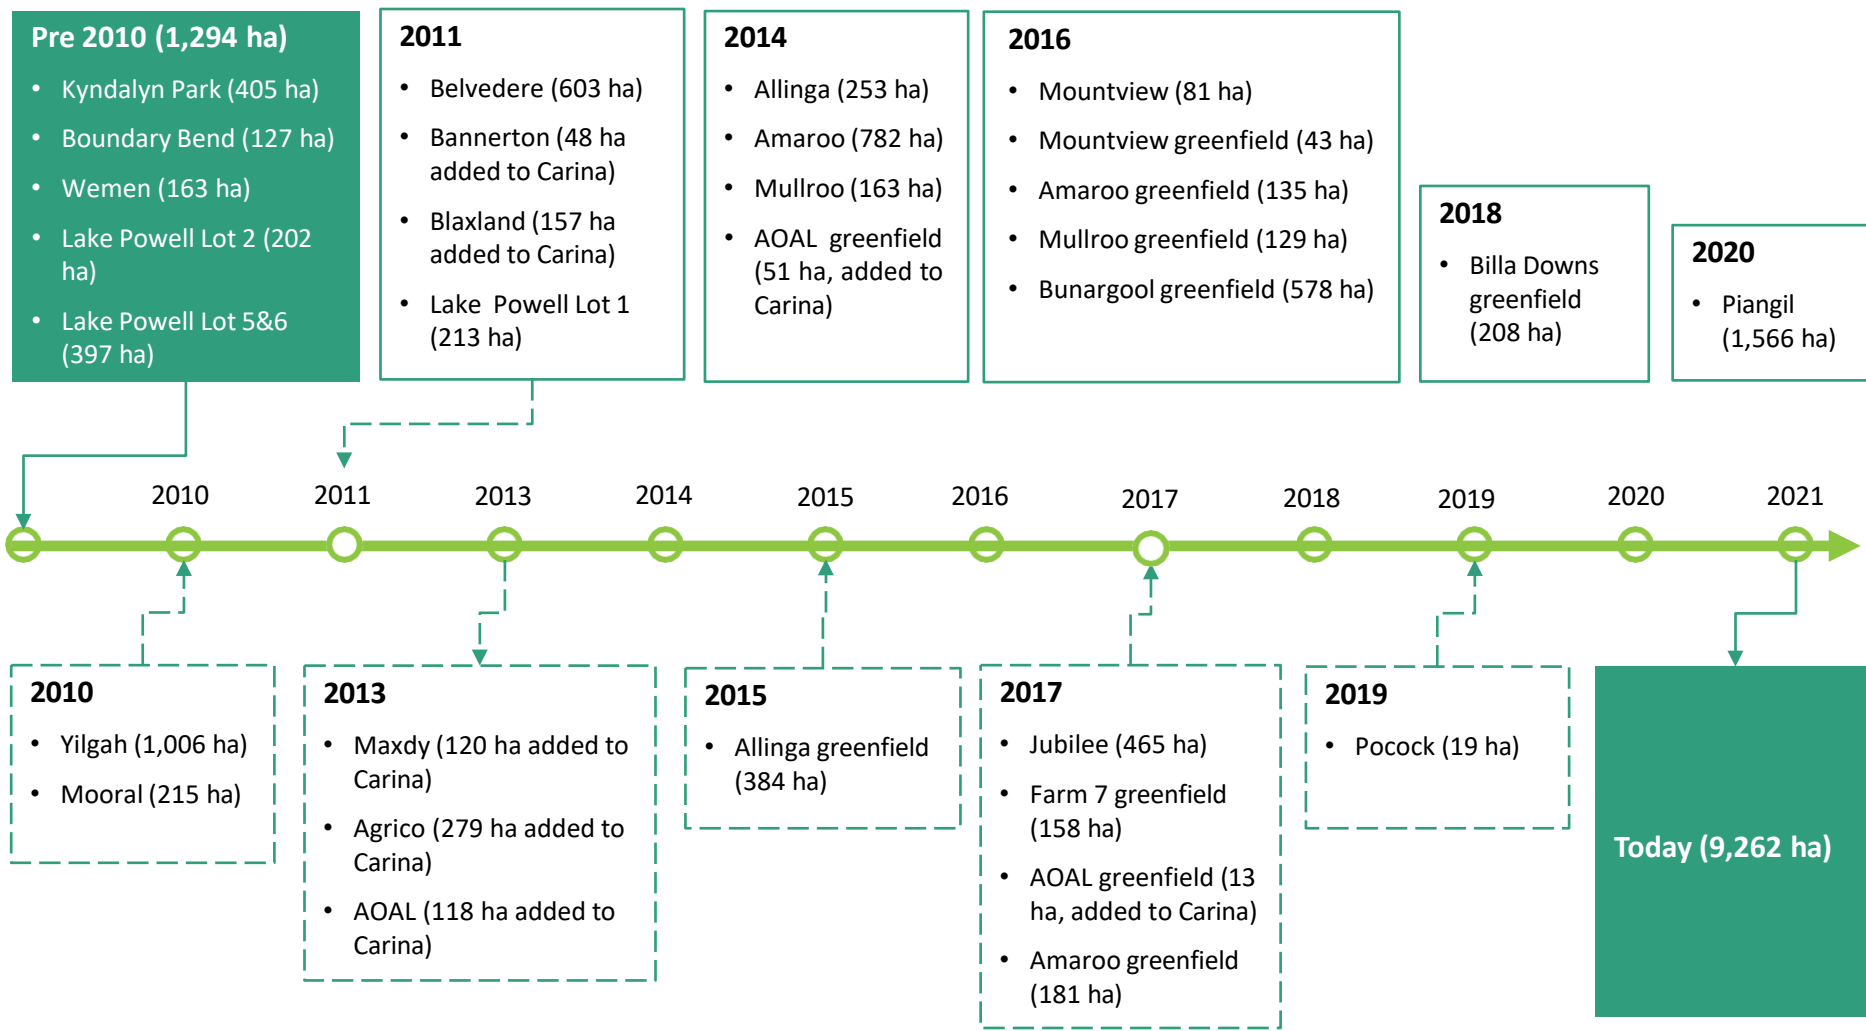 Pre 2010 (1,294 ha)
• Kyndalyn Park (405 ha)
• Boundary Bend (127 ha)
• Wemen (163 ha)
• Lake Powell Lot 2 (202
ha)
• Lake Powell Lot 5&6
(397 ha)
2011
• Belvedere (603 ha)
• Bannerton (48 ha
added to Carina)
• Blaxland (157 ha
added to Carina)
• Lake Powell Lot 1
(213 ha)
2014
• Allinga (253 ha)
• Amaroo (782 ha)
• Mullroo (163 ha)
• AOAL greenfield
(51 ha, added to
Carina)
2016
• Mountview (81 ha)
• Mountview greenfield (43 ha)
• Amaroo greenfield (135 ha)
• Mullroo greenfield (129 ha)
• Bunargool greenfield (578 ha)
2018
• Billa Downs
greenfield
(208 ha)
2020
• Piangil
(1,566 ha)
2010 2011 2013 2014 2015 2016 2017 2018 2019 2020 2021
2010
• Yilgah (1,006 ha)
• Mooral (215 ha)
2013
• Maxdy (120 ha added to
Carina)
• Agrico (279 ha added to
Carina)
• AOAL (118 ha added to
Carina)
2015
• Allinga greenfield
(384 ha)
2017
• Jubilee (465 ha)
• Farm 7 greenfield
(158 ha)
• AOAL greenfield (13
ha, added to Carina)
• Amaroo greenfield
(181 ha)
2019
• Pocock (19 ha)
Today (9,262 ha)